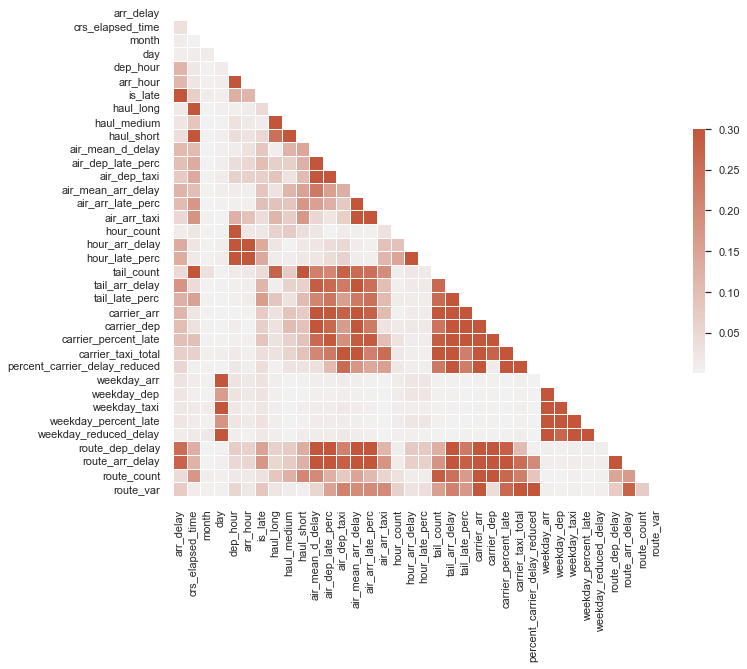 arr_delay
crs_elapsed_time
month
day
dep_hour
arr_hour
is_late
haul_long
haul_medium
haul_short
air_mean_d_delay
air_dep_late_perc
air_dep_taxi
air_mean_arr_delay
air_arr_late_perc
air_arr_taxi
hour_count
hour_arr_delay
hour_late_perc
tail_count
tail_arr_delay
tail_late_perc
carrier_arr
carrier_dep
carrier_percent_late
carrier_taxi_total
percent_carrier_delay_reduced
weekday_arr
weekday_dep
weekday_taxi
weekday_percent_late
weekday_reduced_delay
route_dep_delay
route_arr_delay
route_count
route_var
arr_delay
crs_elapsed_time
month
day
dep_hour
arr_hour
is_late
haul_long
haul_medium
haul_short
air_mean_d_delay
air_dep_late_perc
air_dep_taxi
air_mean_arr_delay
air_arr_late_perc
air_arr_taxi
hour_count
hour_arr_delay
hour_late_perc
tail_count
tail_arr_delay
tail_late_perc
carrier_arr
carrier_dep
carrier_percent_late
carrier_taxi_total
percent_carrier_delay_reduced
weekday_arr
weekday_dep
weekday_taxi
weekday_percent_late
weekday_reduced_delay
route_dep_delay
route_arr_delay
route_count
route_var
0.30
0.25
0.20
0.15
0.10
0.05